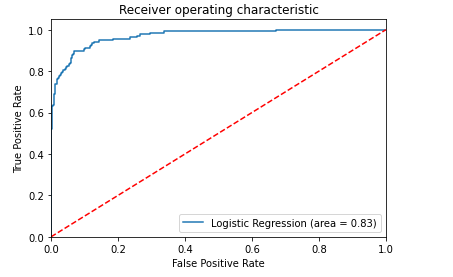 Receiver operating characteristic
True Positive Rate
1.0
0.8
0.6
0.4
0.2
0.0
Logistic Regression (area = 0.83)
0.0 0.2 0.4 0.6 0.8 1.0
False Positive Rate